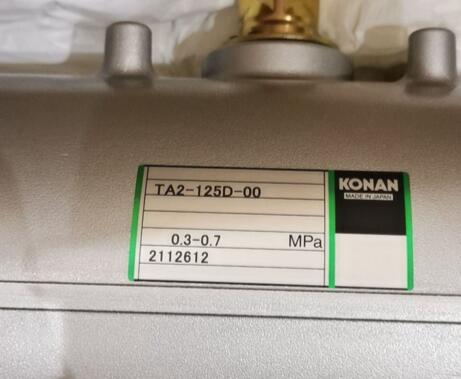 TA2-125D-00
KONAN
MADE IN JAPAN
0.3-0.7 MPa
2112612